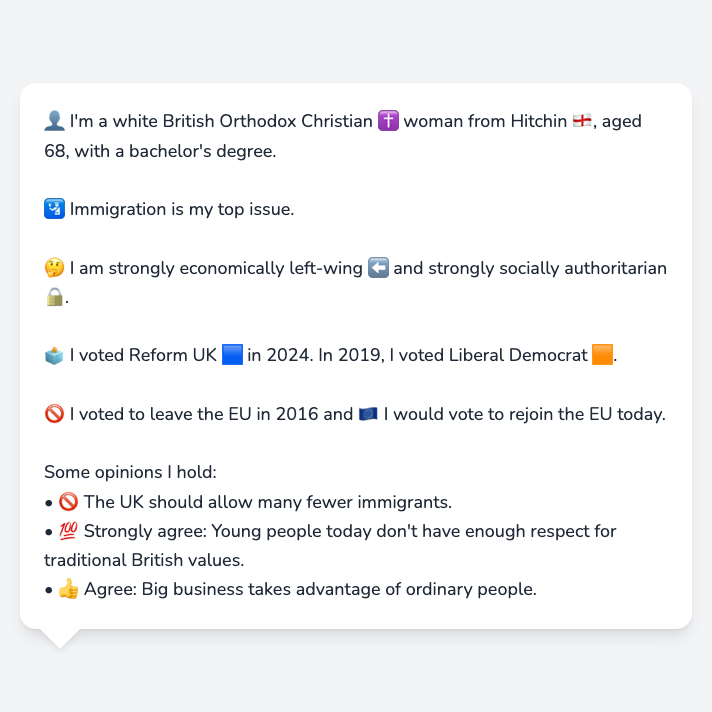 👤 I'm a white British Orthodox Christian ✝️ woman from Hitchin 🏴󠁧󠁢󠁥󠁮󠁧󠁿, aged
68, with a bachelor's degree.
🛂 Immigration is my top issue.
🤔 I am strongly economically left-wing ⬅️ and strongly socially authoritarian
🔒.
🗳️ I voted Reform UK 🟦 in 2024. In 2019, I voted Liberal Democrat 🟧.
🚫 I voted to leave the EU in 2016 and 🇪🇺 I would vote to rejoin the EU today.
Some opinions I hold:
• 🚫 The UK should allow many fewer immigrants.
• 💯 Strongly agree: Young people today don't have enough respect for
traditional British values.
• 👍 Agree: Big business takes advantage of ordinary people.